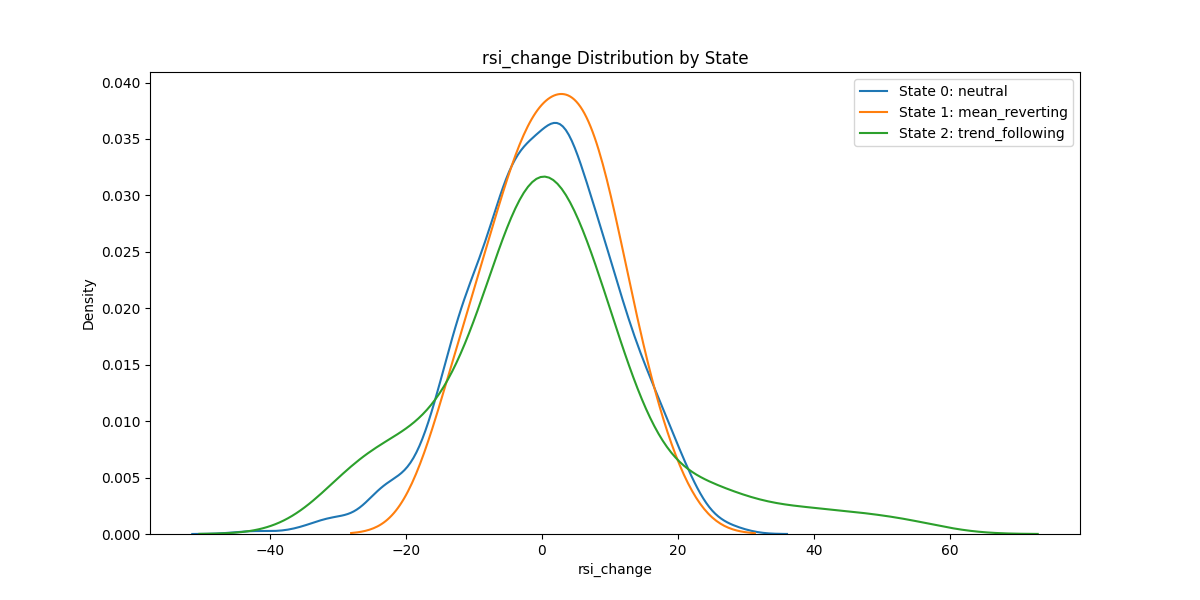 rsi_change Distribution by State
State 0: neutral
State 1: mean_reverting
State 2: trend_following
Density
0.040
0.035
0.030
0.025
0.020
0.015
0.010
0.005
0.000
−40 −20 0 20 40 60
rsi_change